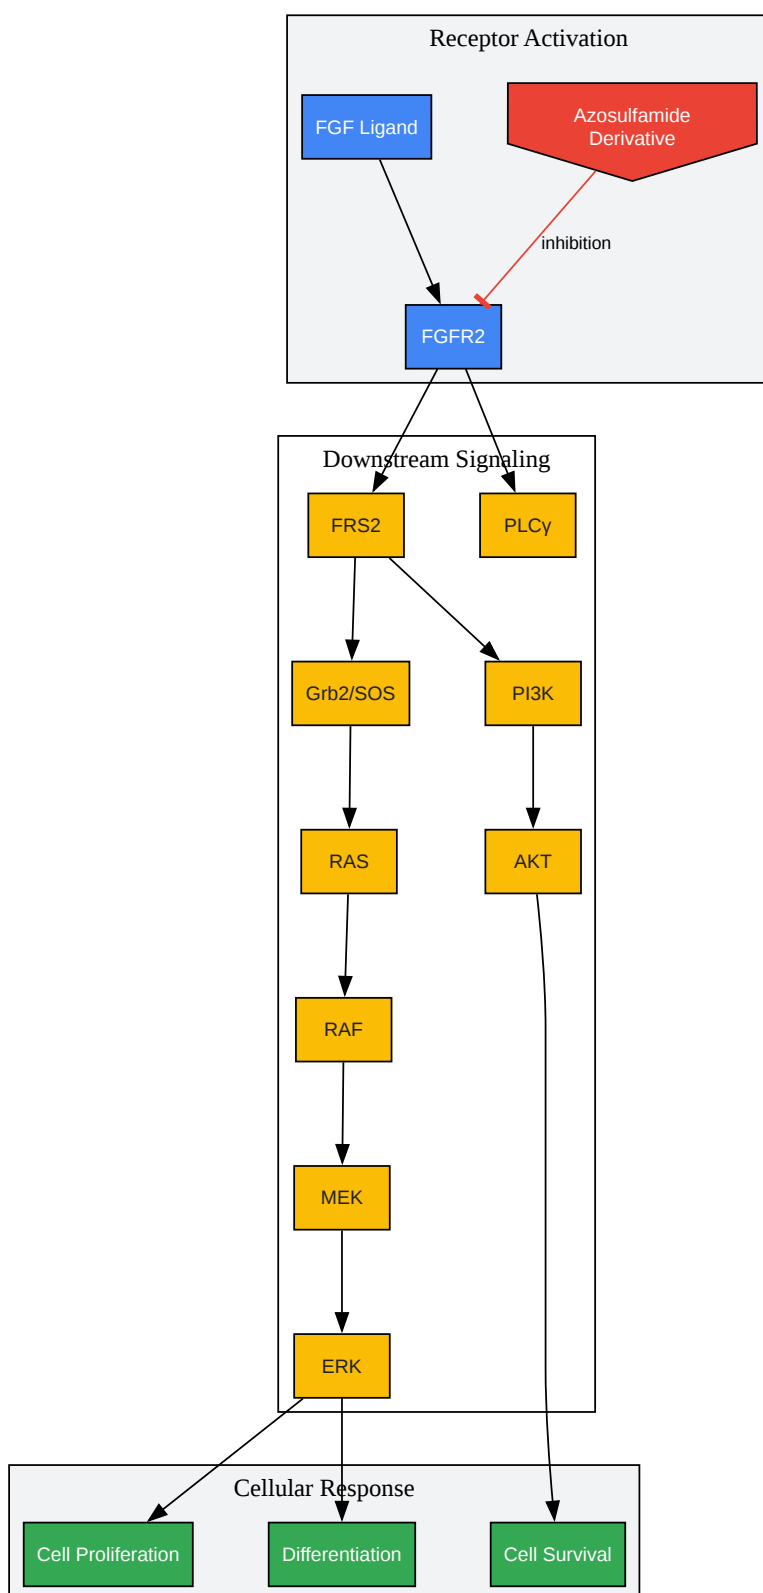 Receptor Activation
FGF Ligand
Azosulfamide
Derivative
inhibition
FGFR2
Downstream Signaling
FRS2
PLCγ
Grb2/SOS
PI3K
RAS
AKT
RAF
MEK
ERK
Cellular Response
Cell Proliferation
Differentiation
Cell Survival